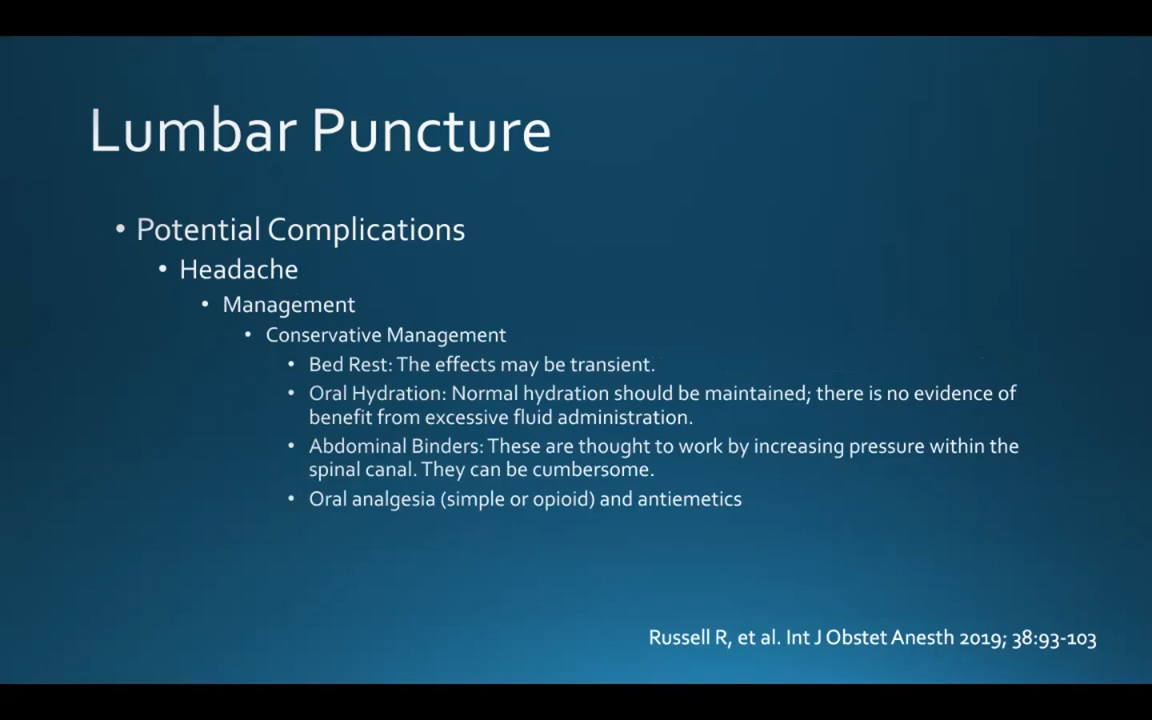 Lumbar Puncture
• Potential Complications
• Headache
• Management
• Conservative Management
• Bed Rest: The effects may be transient.
• Oral Hydration: Normal hydration should be maintained; there is no evidence of
benefit from excessive fluid administration.
• Abdominal Binders: These are thought to work by increasing pressure within the
spinal canal. They can be cumbersome.
• Oral analgesia (simple or opioid) and antiemetics
Russell R, et al. Int J Obstet Anesth 2019; 38:93-103